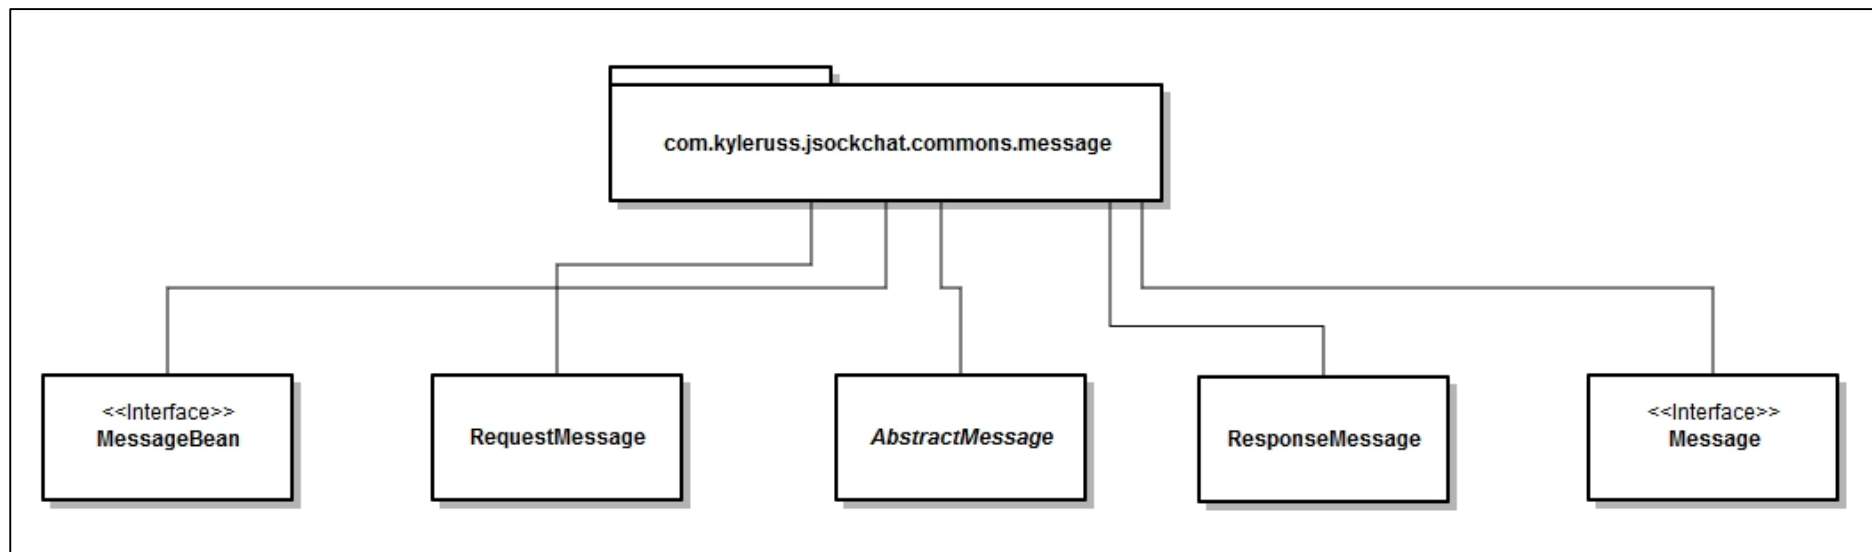 com.kyleruss.jsockchat.commons.message
<<Interface>>
MessageBean
RequestMessage
AbstractMessage
ResponseMessage
<<Interface>>
Message